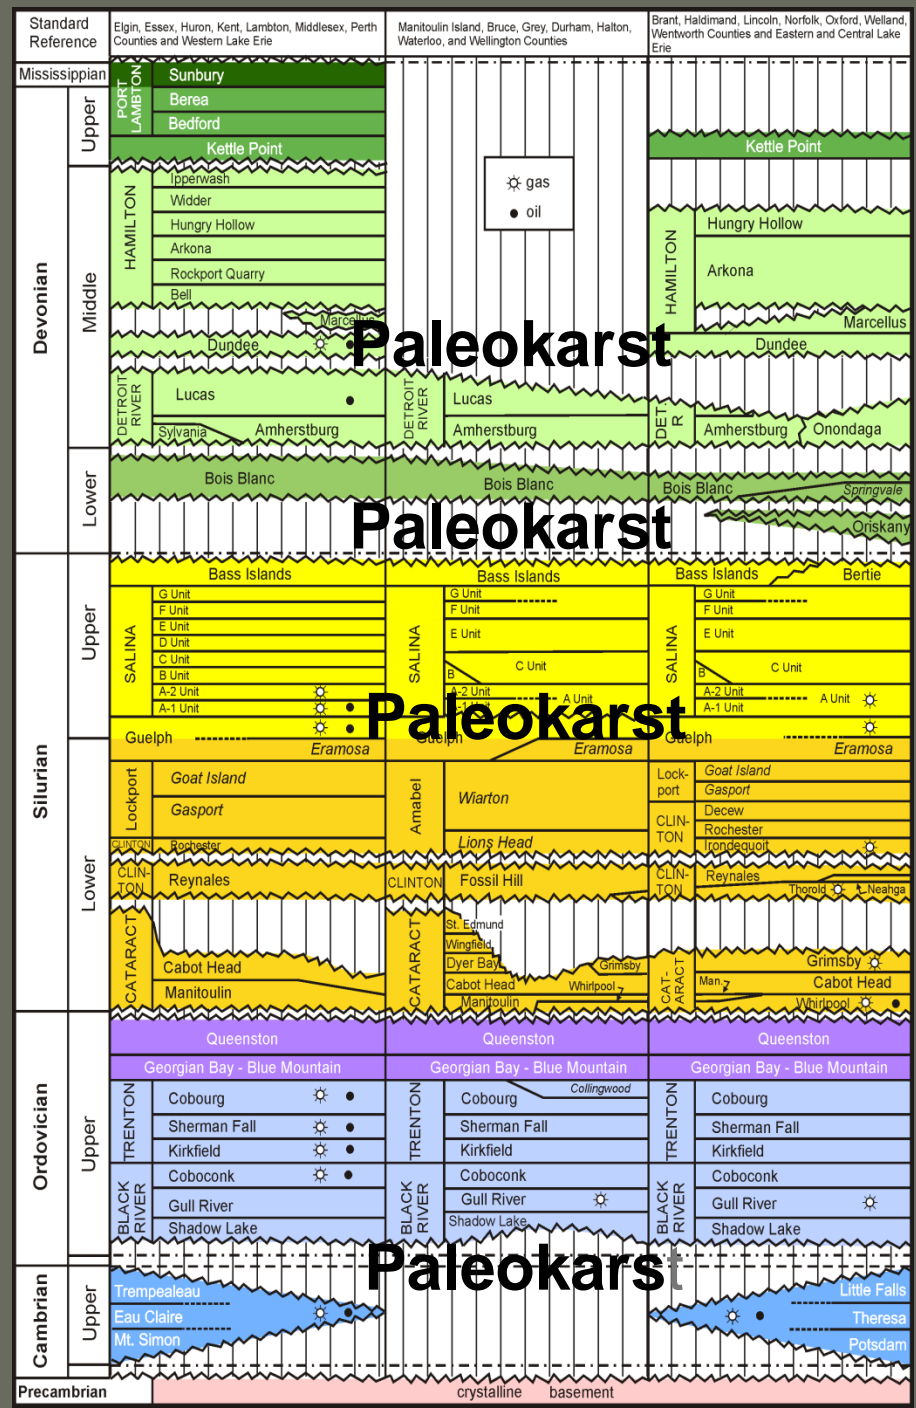 Standard
Reference
Elgin, Essex, Huron, Kent, Lambton, Middlesex, Perth
Counties and Western Lake Erie
Manitoulin Island, Bruce, Grey, Durham, Halton,
Waterloo, and Wellington Counties
Brant, Haldimand, Lincoln, Norfolk, Oxford, Welland,
Wentworth Counties and Eastern and Central Lake
Erie
Mississippian
Devonian
Upper
Middle
Lower
PORT
LAMBTON
Sunbury
Berea
Bedford
Kettle Point
HAMILTON
Ipperwash
Widder
Hungry Hollow
Arkona
Rockport Quarry
Bell
Marcellus
Dundee
DETROIT
RIVER
Lucas
Sylvania
Amherstburg
Bois Blanc
gas
oil
DETROIT
RIVER
Lucas
Amherstburg
Bois Blanc
Kettle Point
HAMILTON
Hungry Hollow
Arkona
Marcellus
Dundee
DET.
R
Amherstburg
Onondaga
Bois Blanc
Springvale
Oriskany
Paleokarst
Paleokarst
Silurian
Upper
Lower
Bass Islands
SALINA
G Unit
F Unit
E Unit
D Unit
C Unit
B Unit
A-2 Unit
A-1 Unit
Guelph
Eramosa
Lockport
Goat Island
Gasport
CLINTON
Rochester
CLIN-
TON
Reynales
CATARACT
Cabot Head
Manitoulin
Bass Islands
SALINA
G Unit
F Unit
E Unit
C Unit
B
A-2 Unit
A Unit
A-1 Unit
Paleokarst
Guelph
Eramosa
Amabel
Wiarton
Lions Head
CLINTON
Fossil Hill
CATARACT
St. Edmund
Wingfield
Dyer Bay
Grimsby
Cabot Head
Whirlpool
Manitoulin
Bass Islands
Bertie
SALINA
G Unit
F Unit
E Unit
C Unit
B
A-2 Unit
A Unit
A-1 Unit
Guelph
Eramosa
Lock-
port
Goat Island
Gasport
CLIN-
TON
Decew
Rochester
Irondequoit
CLIN-
TON
Reynales
Thorold
Neahga
CAT-
ARACT
Grimsby
Cabot Head
Man.
Whirlpool
Ordovician
Upper
Queenston
Georgian Bay - Blue Mountain
TRENTON
Cobourg
Sherman Fall
Kirkfield
BLACK
RIVER
Coboconk
Gull River
Shadow Lake
Queenston
Georgian Bay - Blue Mountain
TRENTON
Collingwood
Cobourg
Sherman Fall
Kirkfield
BLACK
RIVER
Coboconk
Gull River
Shadow Lake
Queenston
Georgian Bay - Blue Mountain
TRENTON
Cobourg
Sherman Fall
Kirkfield
BLACK
RIVER
Coboconk
Gull River
Shadow Lake
Paleokarst
Cambrian
Upper
Trempealeau
Eau Claire
Mt. Simon
Little Falls
Theresa
Potsdam
Precambrian
crystalline basement